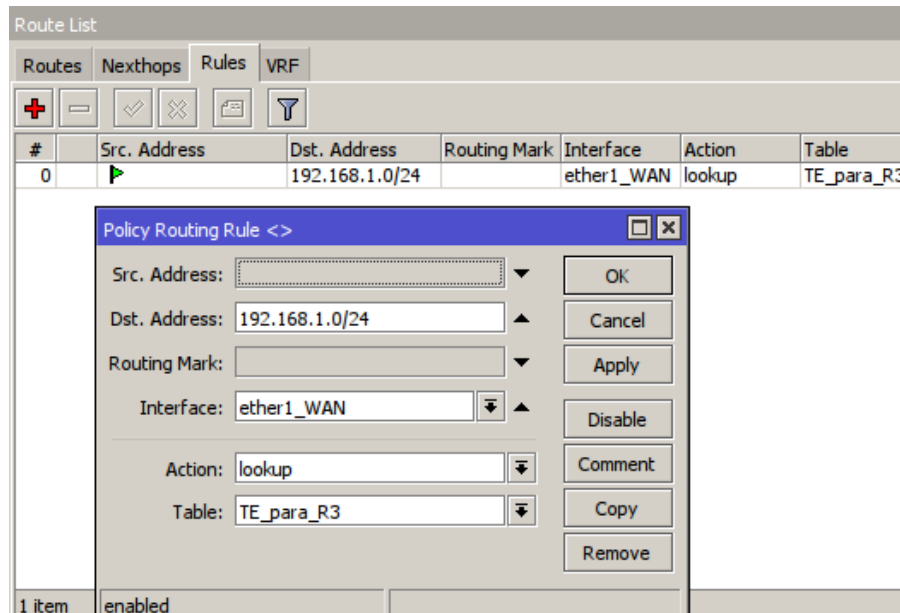 Route List
Routes Nexthops Rules VRF
# Src. Address Dst. Address Routing Mark Interface Action Table
0 192.168.1.0/24 ether1_WAN lookup TE_para_R3
Policy Routing Rule <>
Src. Address: OK
Dst. Address: 192.168.1.0/24 Cancel
Routing Mark: Apply
Interface: ether1_WAN
Disable
Action: lookup Comment
Table: TE_para_R3 Copy
Remove
1 item enabled